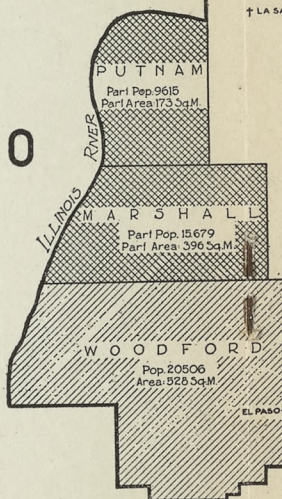 † LA SA
PUTNAM
Part Pop. 9615
Part Area 173 Sq.M.
O
ILLINOIS RIVER
MARSHALL
Part Pop. 15.679
Part Area: 396 Sq.M.
WOODFORD
Pop. 20506
Area: 528 Sq.M.
EL PASO